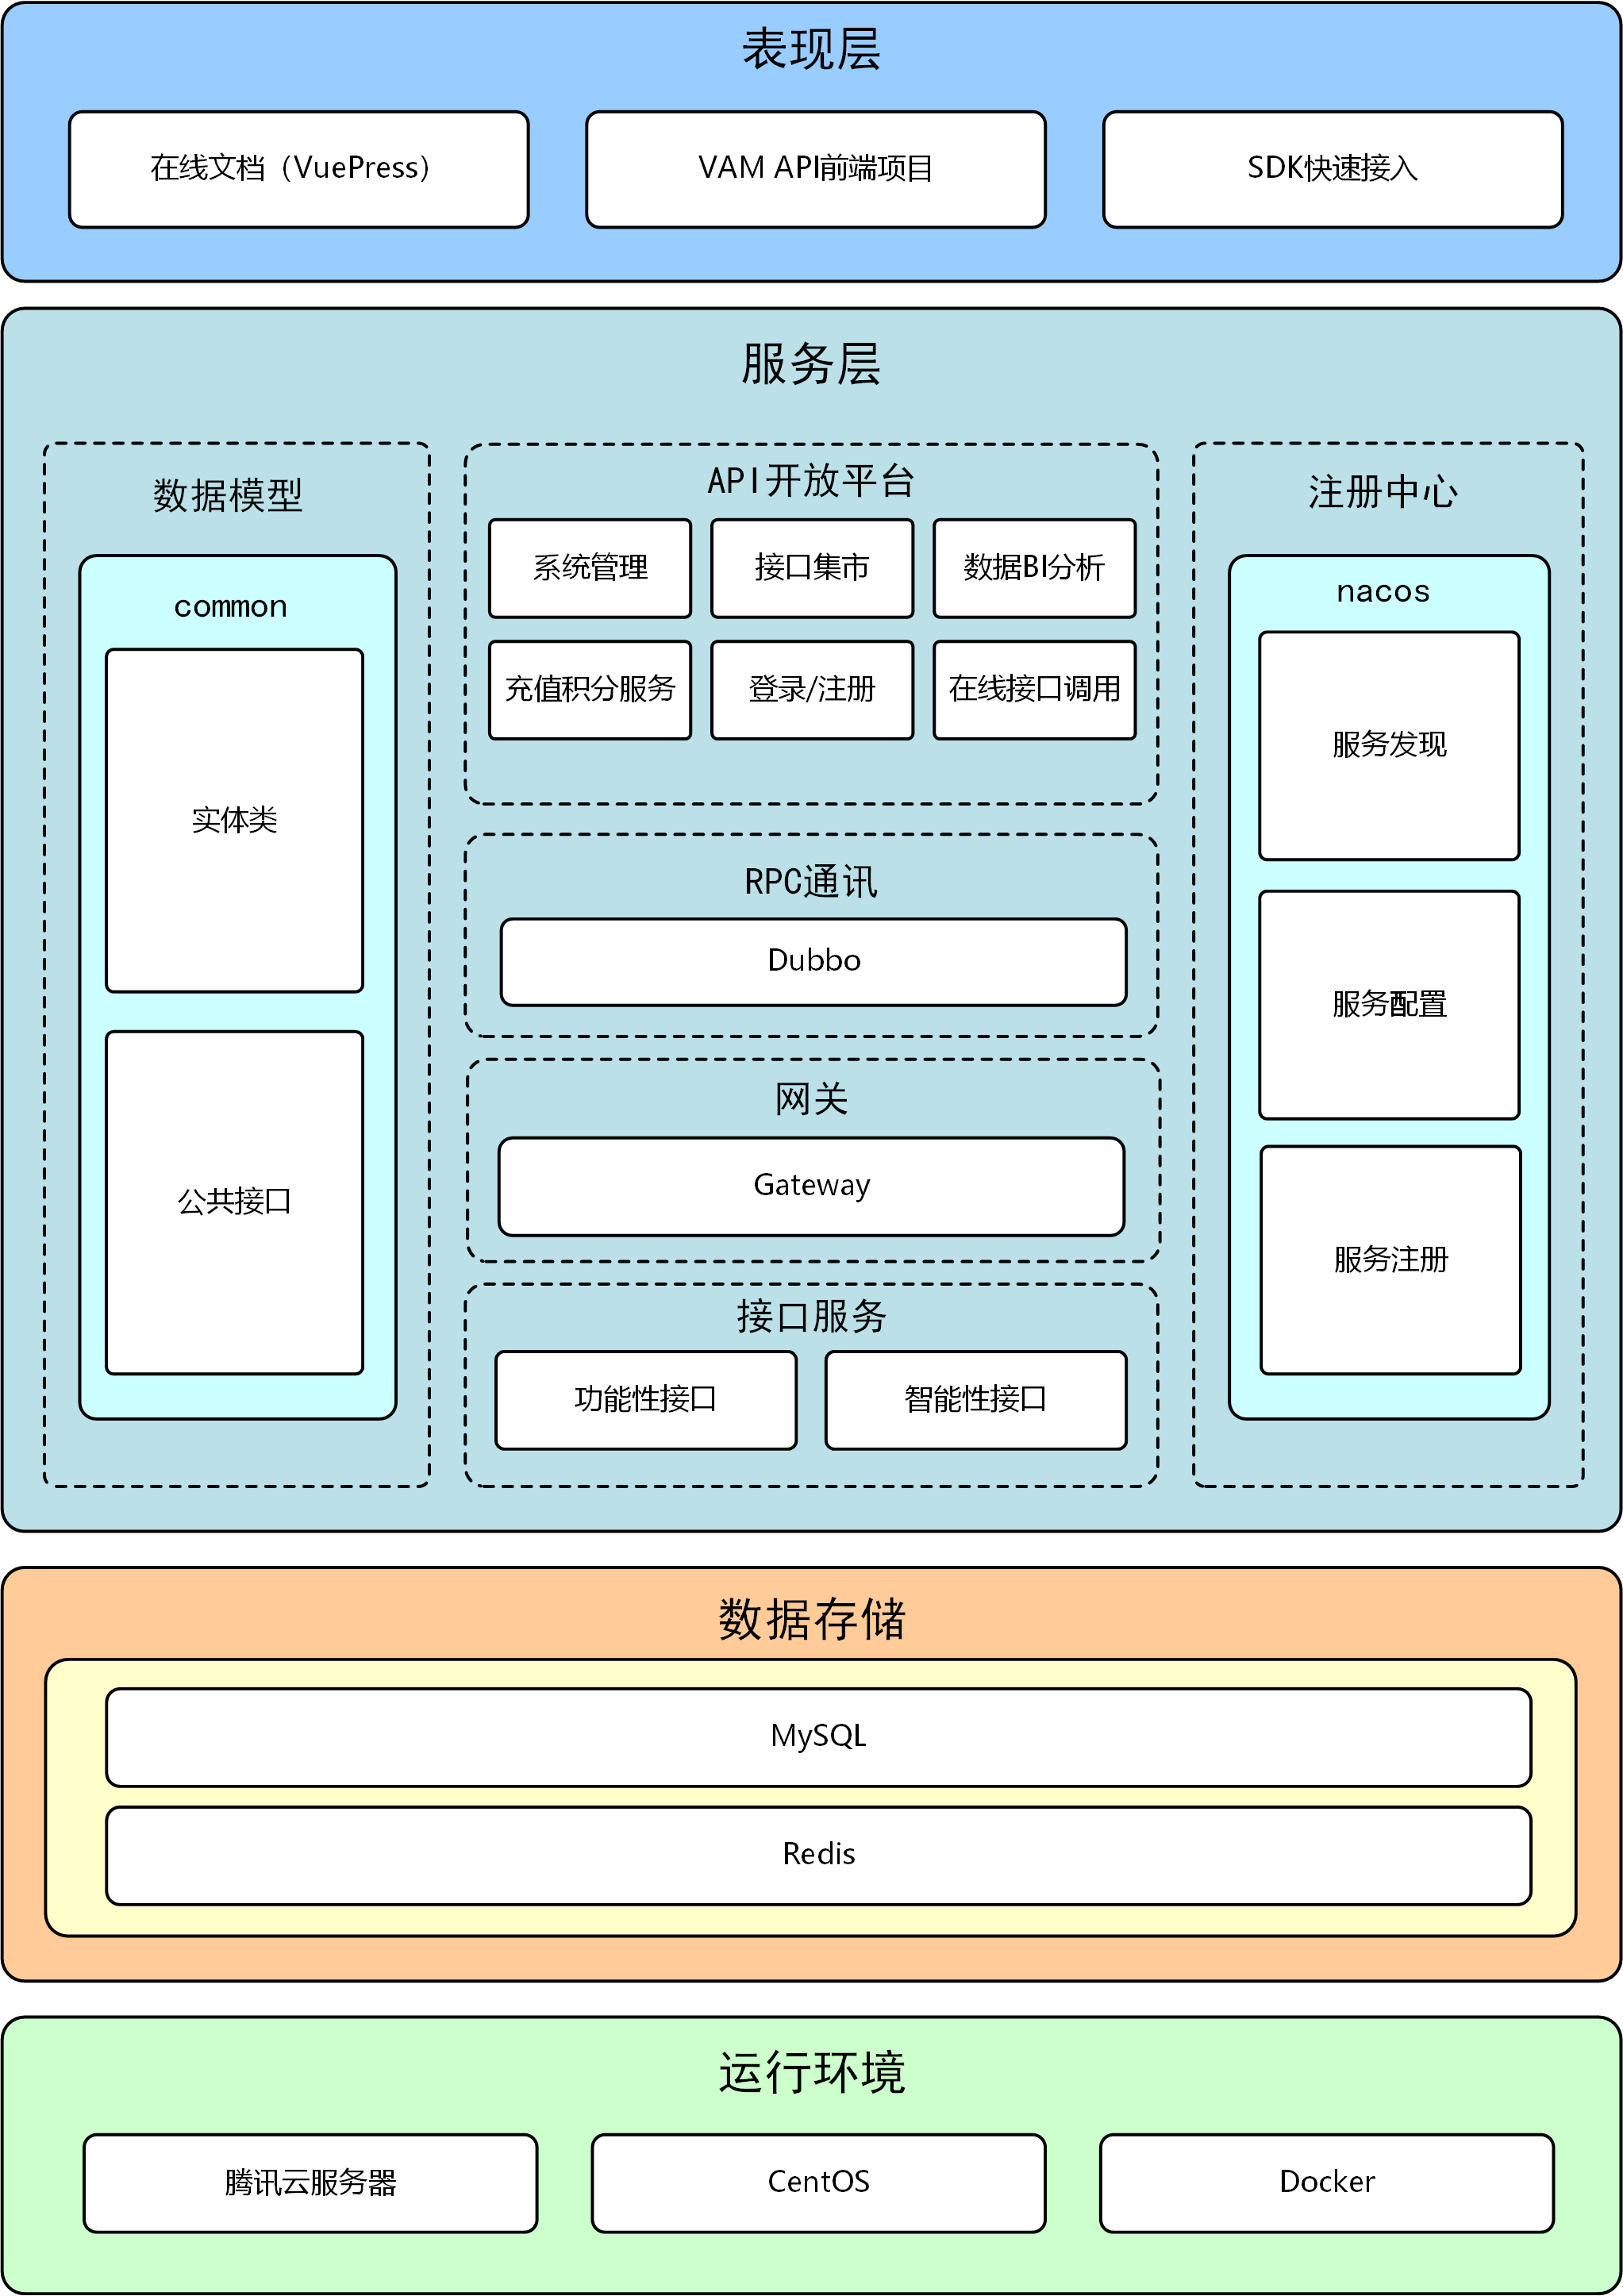 表现层
在线文档（VuePress）
VAM API前端项目
SDK快速接入
服务层
数据模型
common
实体类
公共接口
API开放平台
系统管理
接口集市
数据BI分析
充值积分服务
登录/注册
在线接口调用
RPC通讯
Dubbo
网关
Gateway
接口服务
功能性接口
智能性接口
注册中心
nacos
服务发现
服务配置
服务注册
数据存储
MySQL
Redis
运行环境
腾讯云服务器
CentOS
Docker